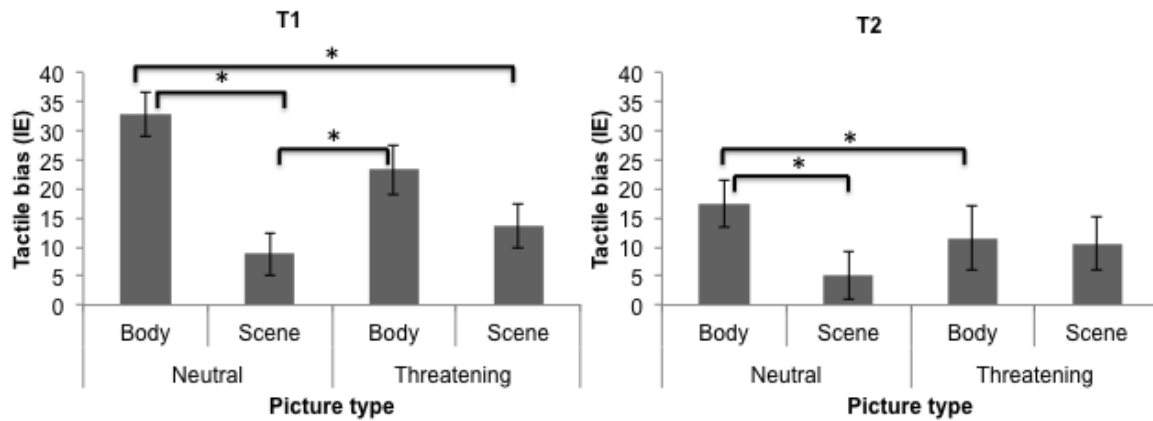 T1
Tactile bias (IE)
40
35
30
25
20
15
10
5
0
*
*
*
Body Scene Body Scene
Neutral Threatening
Picture type
T2
Tactile bias (IE)
40
35
30
25
20
15
10
5
0
*
*
Body Scene Body Scene
Neutral Threatening
Picture type